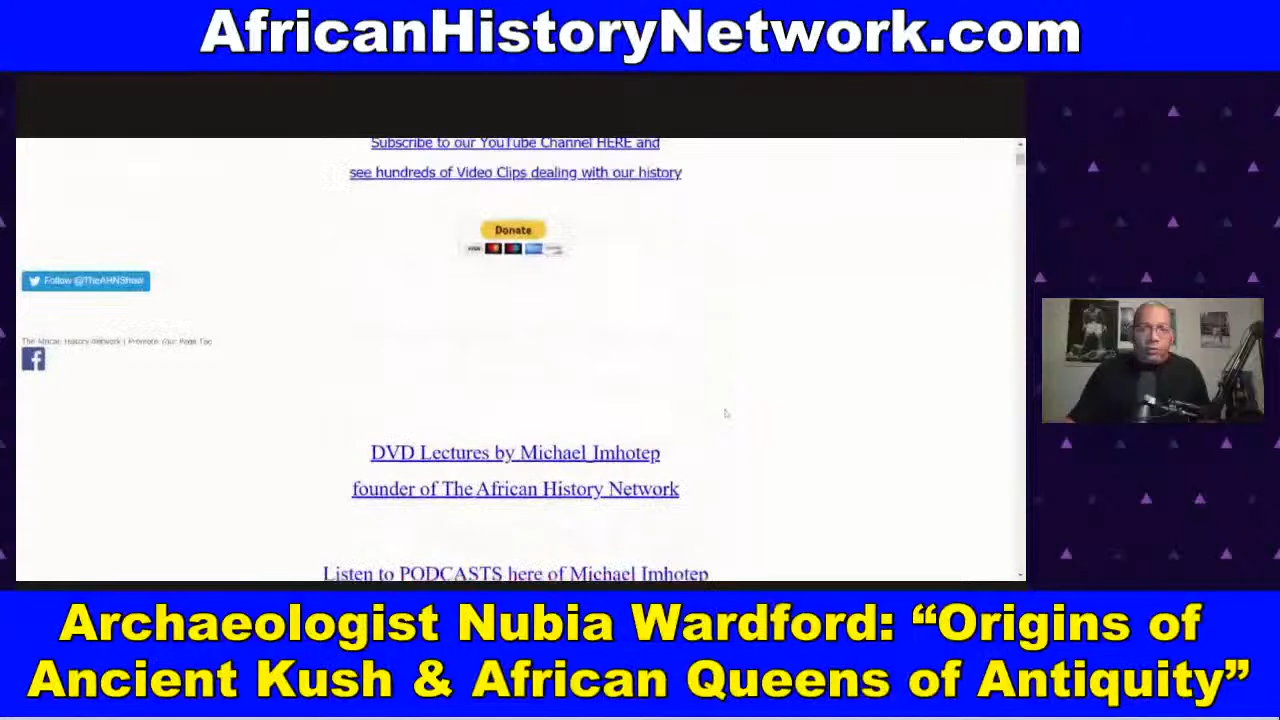 AfricanHistoryNetwork.com
Subscribe to our YouTube Channel HERE and
see hundreds of Video Clips dealing with our history
Donate
VISA
Follow @TheAHNShow
DVD Lectures by Michael Imhotep
founder of The African History Network
Listen to PODCASTS here of Michael Imhotep
Archaeologist Nubia Wardford: “Origins of
Ancient Kush & African Queens of Antiquity”